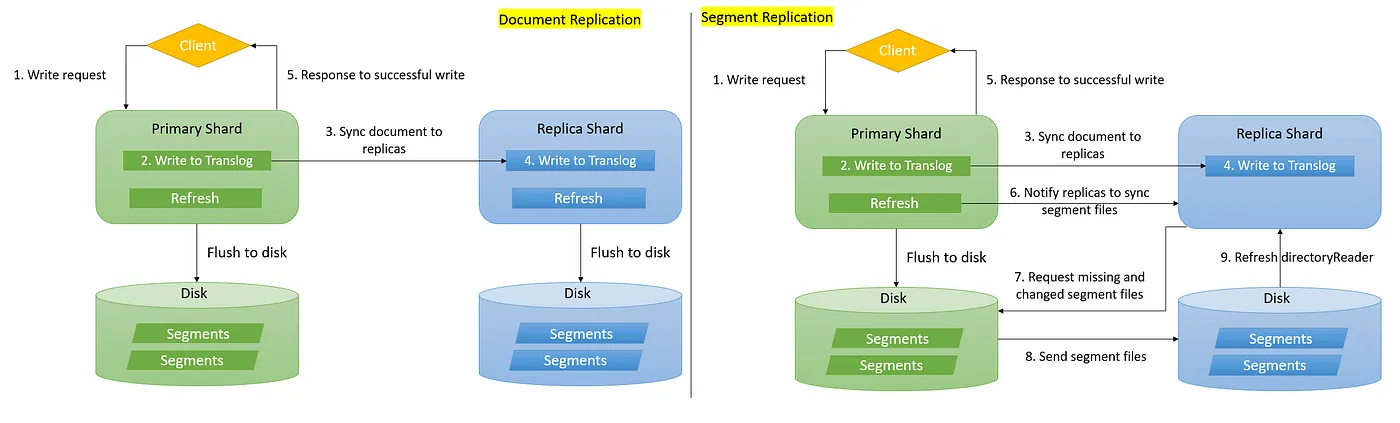 Document Replication
Client
1. Write request
5. Response to successful write
Primary Shard
2. Write to Translog
Refresh
3. Sync document to
replicas
Replica Shard
4. Write to Translog
Refresh
Flush to disk
Flush to disk
Disk
Segments
Segments
Disk
Segments
Segments
Segment Replication
Client
1. Write request
5. Response to successful write
Primary Shard
2. Write to Translog
Refresh
3. Sync document to
replicas
6. Notify replicas to sync
segment files
Replica Shard
4. Write to Translog
Flush to disk
7. Request missing and
changed segment files
9. Refresh directoryReader
Disk
Segments
Segments
8. Send segment files
Disk
Segments
Segments